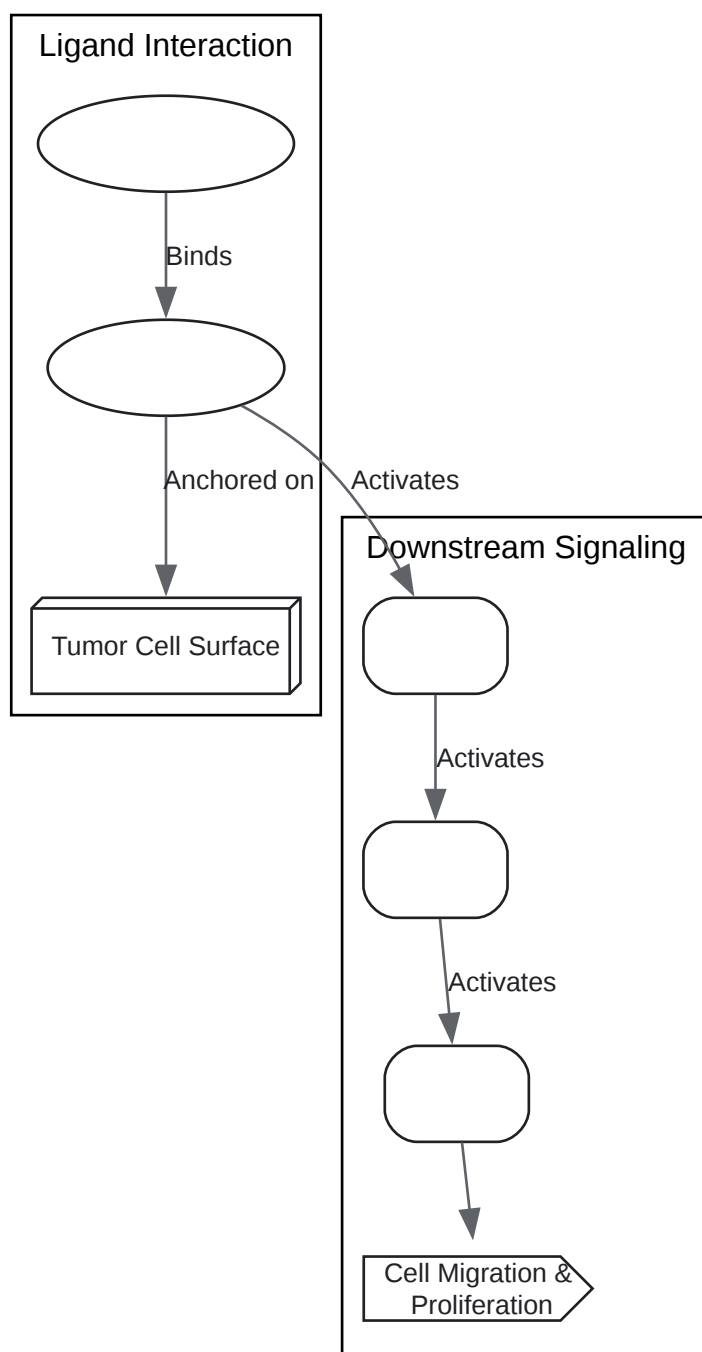 Ligand Interaction
Binds
Anchored on
Activates
Tumor Cell Surface
Downstream Signaling
Activates
Activates
Cell Migration &
Proliferation